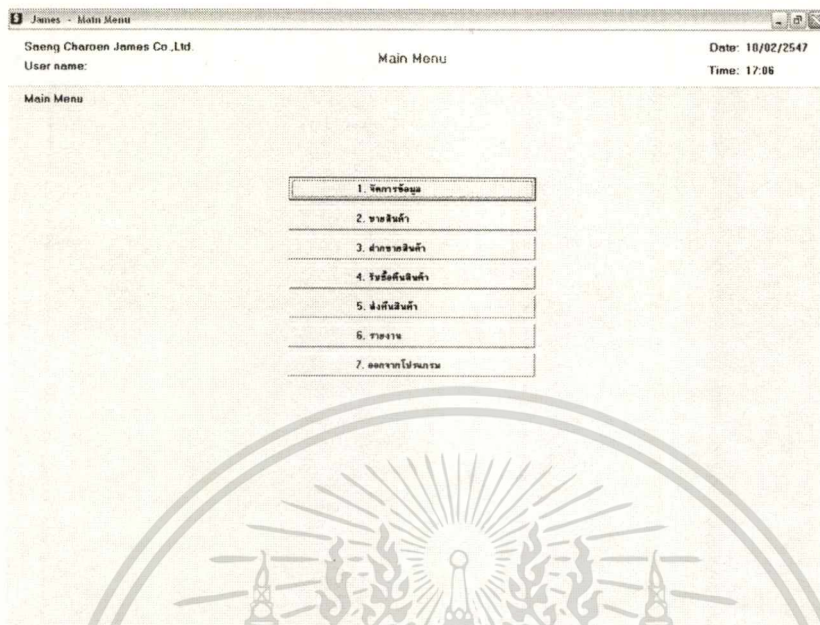 James - Main Menu
Saeng Charoen James Co.,Ltd.
Main Menu
Date: 10/02/2547
User name:
Time: 17:06
Main Menu
1. จัดการข้อมูล
2. ขายสินค้า
3. ฝากขายสินค้า
4. รับซื้อคืนสินค้า
5. ส่งคืนสินค้า
6. รายงาน
7. ออกจากโปรแกรม